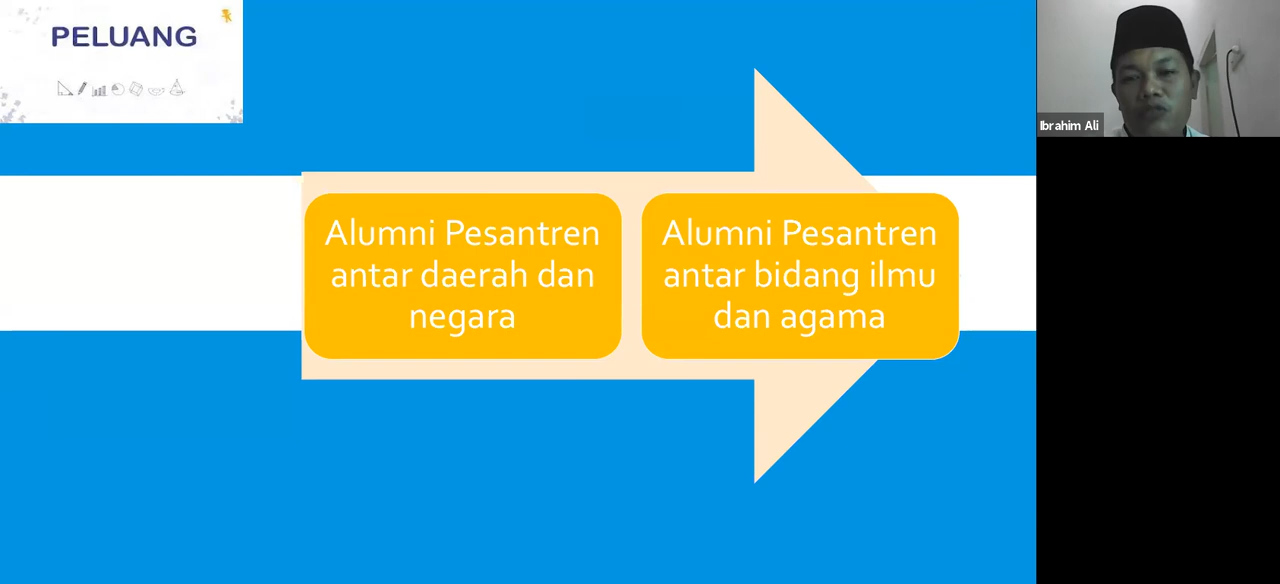 PELUANG
Ibrahim Ali
Alumni Pesantren
antar daerah dan
negara
Alumni Pesantren
antar bidang ilmu
dan agama